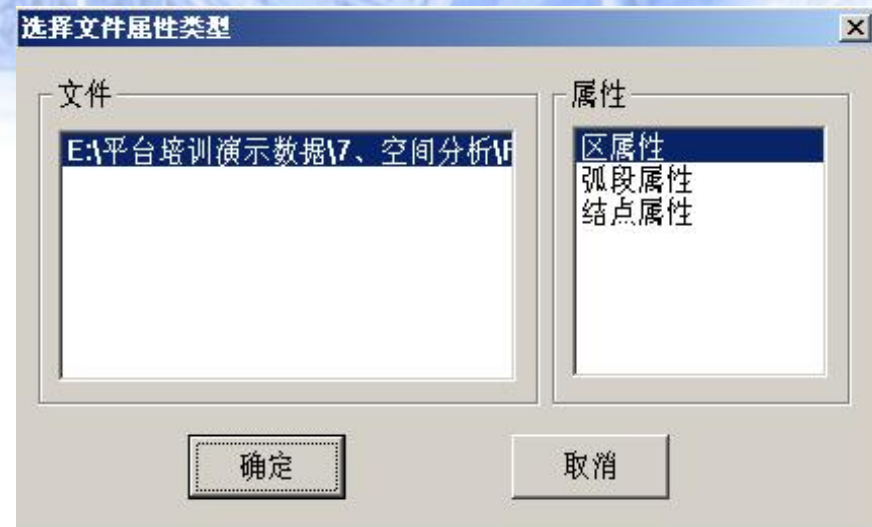 选择文件属性类型
文件
E:\平台培训演示数据\7、空间分析\F
属性
区属性
弧段属性
结点属性
确定
取消